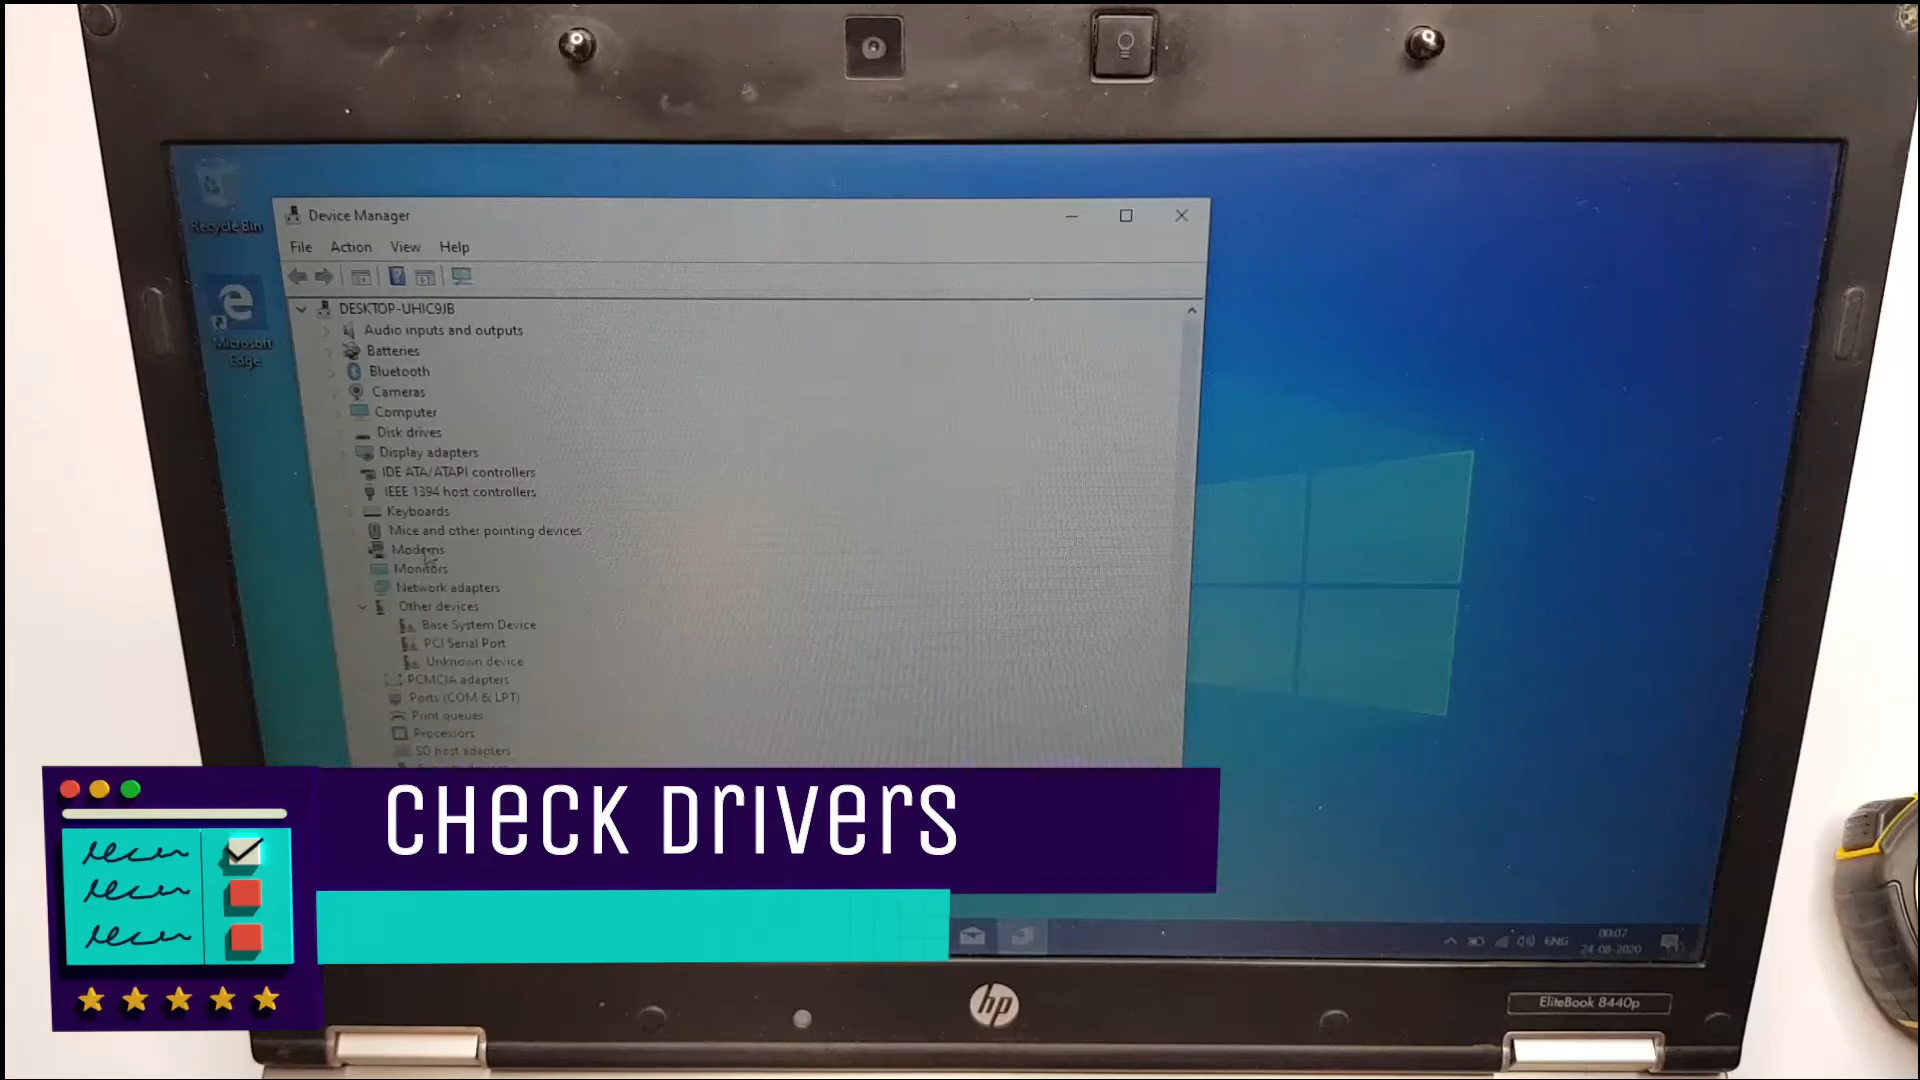 Recycle Bin
Microsoft
Edge
Device Manager
File Action View Help
DESKTOP-UHIC9JB
Audio inputs and outputs
Batteries
Bluetooth
Cameras
Computer
Disk drives
Display adapters
IDE ATA/ATAPI controllers
IEEE 1394 host controllers
Keyboards
Mice and other pointing devices
Modems
Monitors
Network adapters
Other devices
Base System Device
PCI Serial Port
Unknown device
PCMCIA adapters
Ports (COM & LPT)
Print queues
Processors
SD host adapters
CHECK DRIVERS
ENG
00:07
24-08-2020
hp
EliteBook 8440p